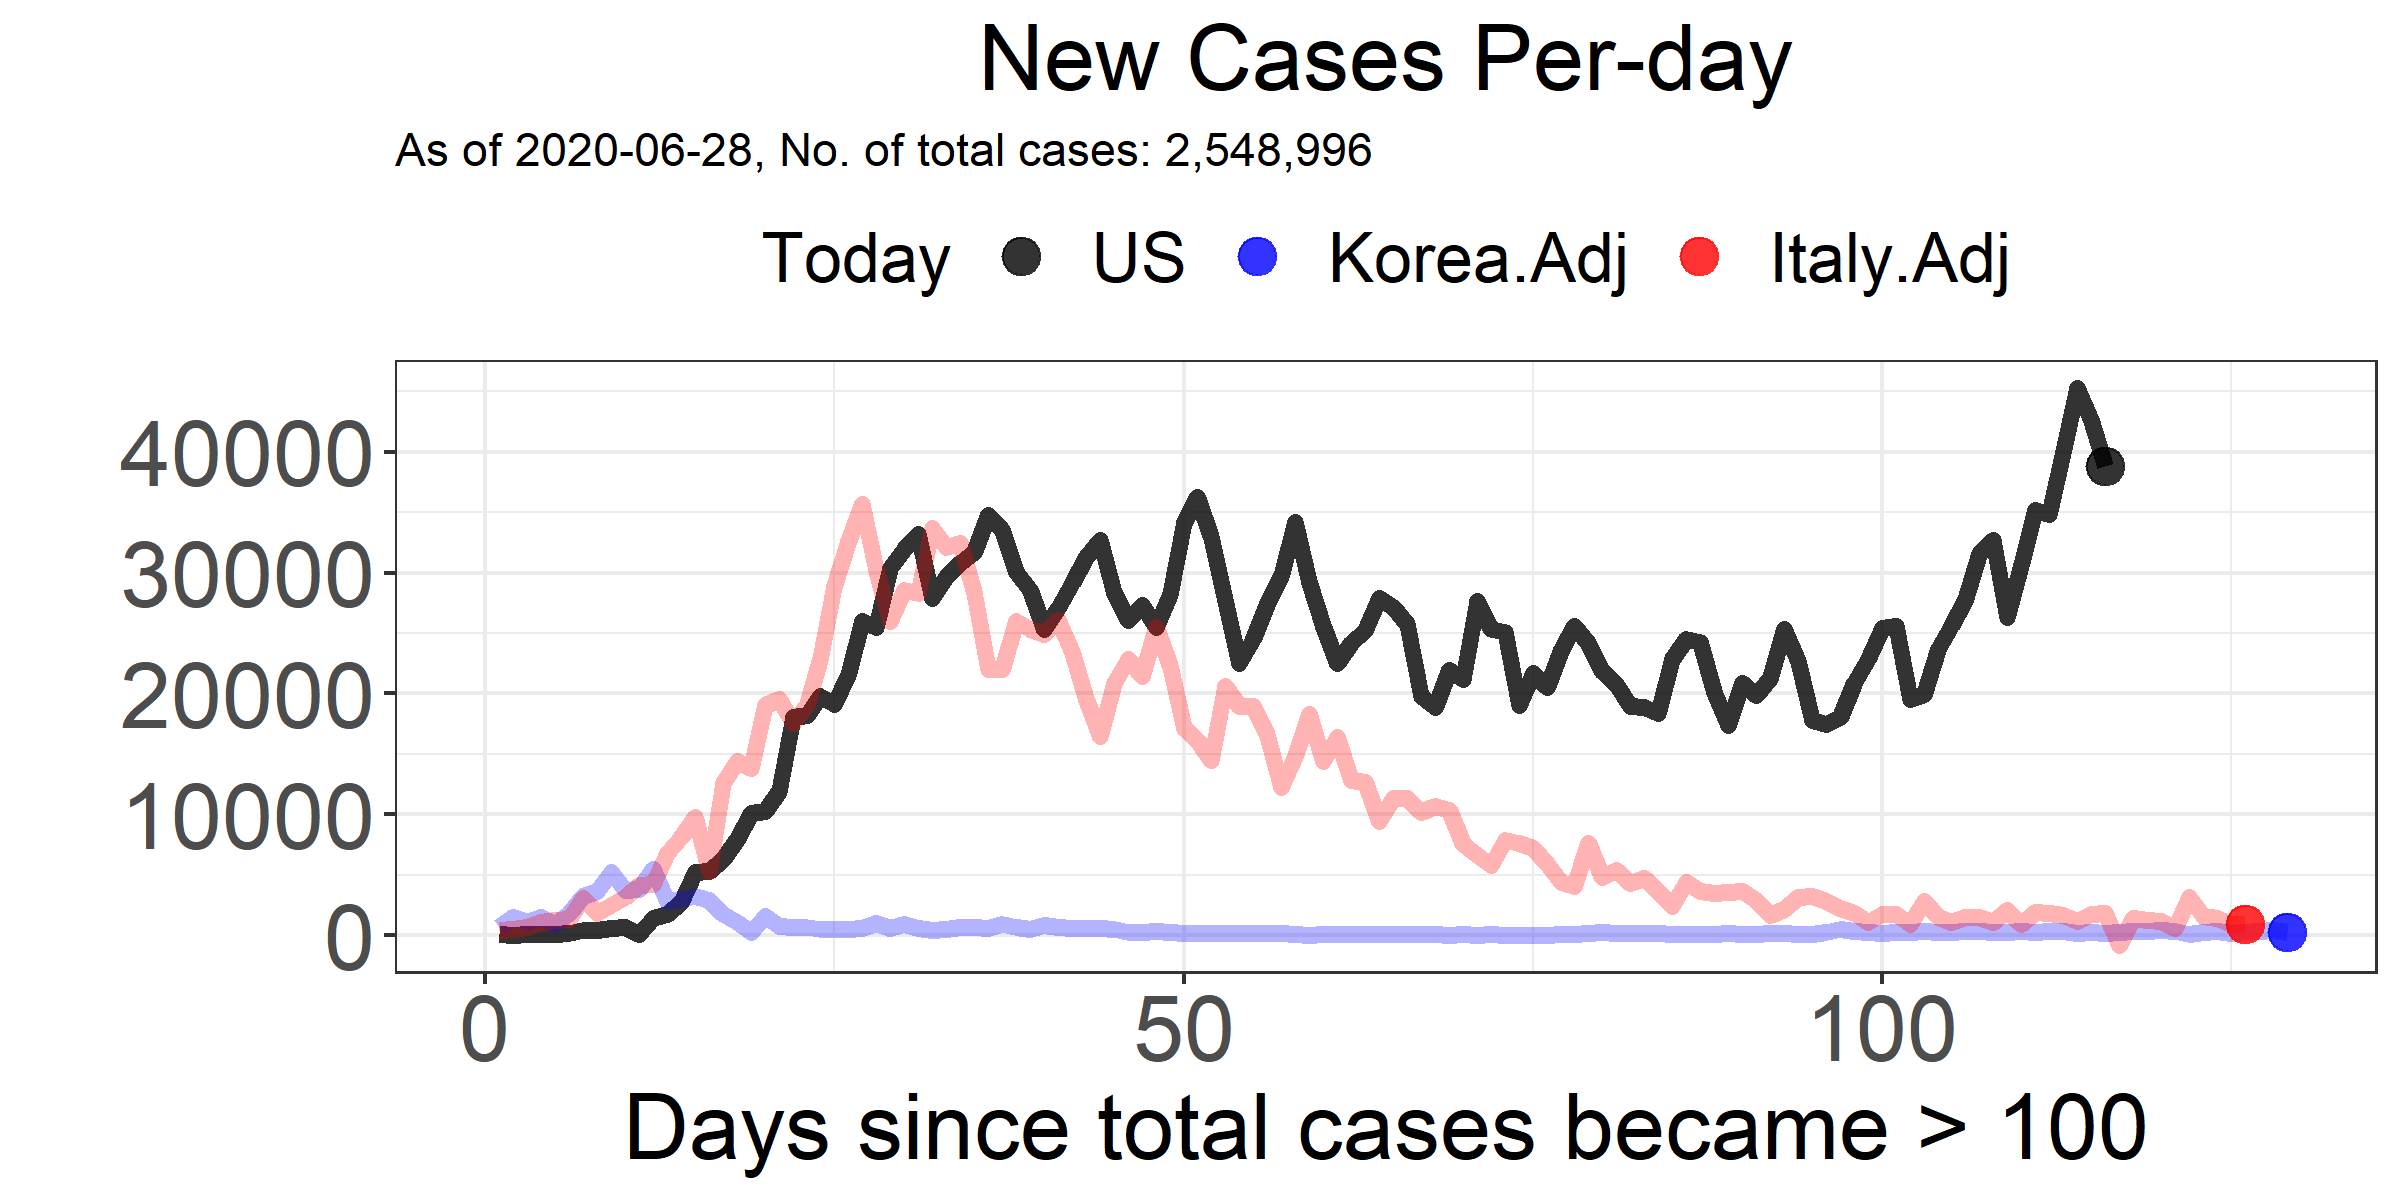 New Cases Per-day
As of 2020-06-28, No. of total cases: 2,548,996
Today US Korea.Adj Italy.Adj
40000
30000
20000
10000
0
0 50 100
Days since total cases became > 100